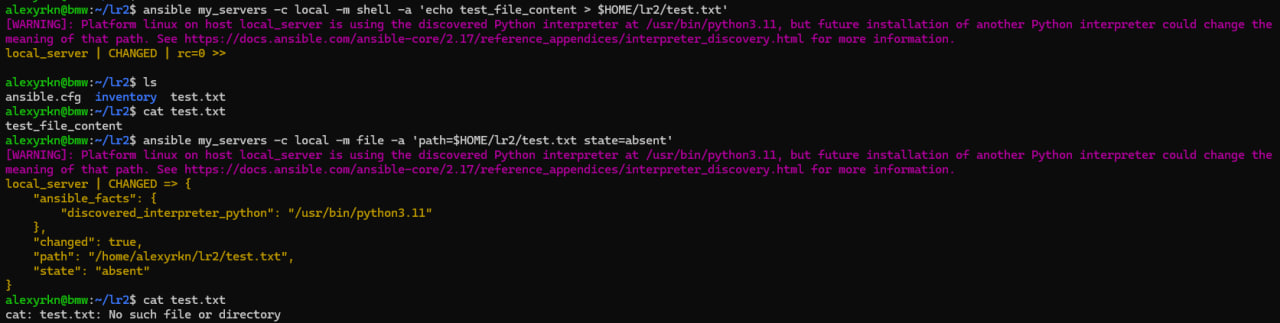 alexyrkn@bmw:~/lr2$ ansible my_servers -c local -m shell -a 'echo test_file_content > $HOME/lr2/test.txt'
[WARNING]: Platform linux on host local_server is using the discovered Python interpreter at /usr/bin/python3.11, but future installation of another Python interpreter could change the
meaning of that path. See https://docs.ansible.com/ansible-core/2.17/reference_appendices/interpreter_discovery.html for more information.
local_server | CHANGED | rc=0 >>

alexyrkn@bmw:~/lr2$ ls
ansible.cfg  inventory  test.txt
alexyrkn@bmw:~/lr2$ cat test.txt
test_file_content
alexyrkn@bmw:~/lr2$ ansible my_servers -c local -m file -a 'path=$HOME/lr2/test.txt state=absent'
[WARNING]: Platform linux on host local_server is using the discovered Python interpreter at /usr/bin/python3.11, but future installation of another Python interpreter could change the
meaning of that path. See https://docs.ansible.com/ansible-core/2.17/reference_appendices/interpreter_discovery.html for more information.
local_server | CHANGED => {
    "ansible_facts": {
        "discovered_interpreter_python": "/usr/bin/python3.11"
    },
    "changed": true,
    "path": "/home/alexyrkn/lr2/test.txt",
    "state": "absent"
}
alexyrkn@bmw:~/lr2$ cat test.txt
cat: test.txt: No such file or directory